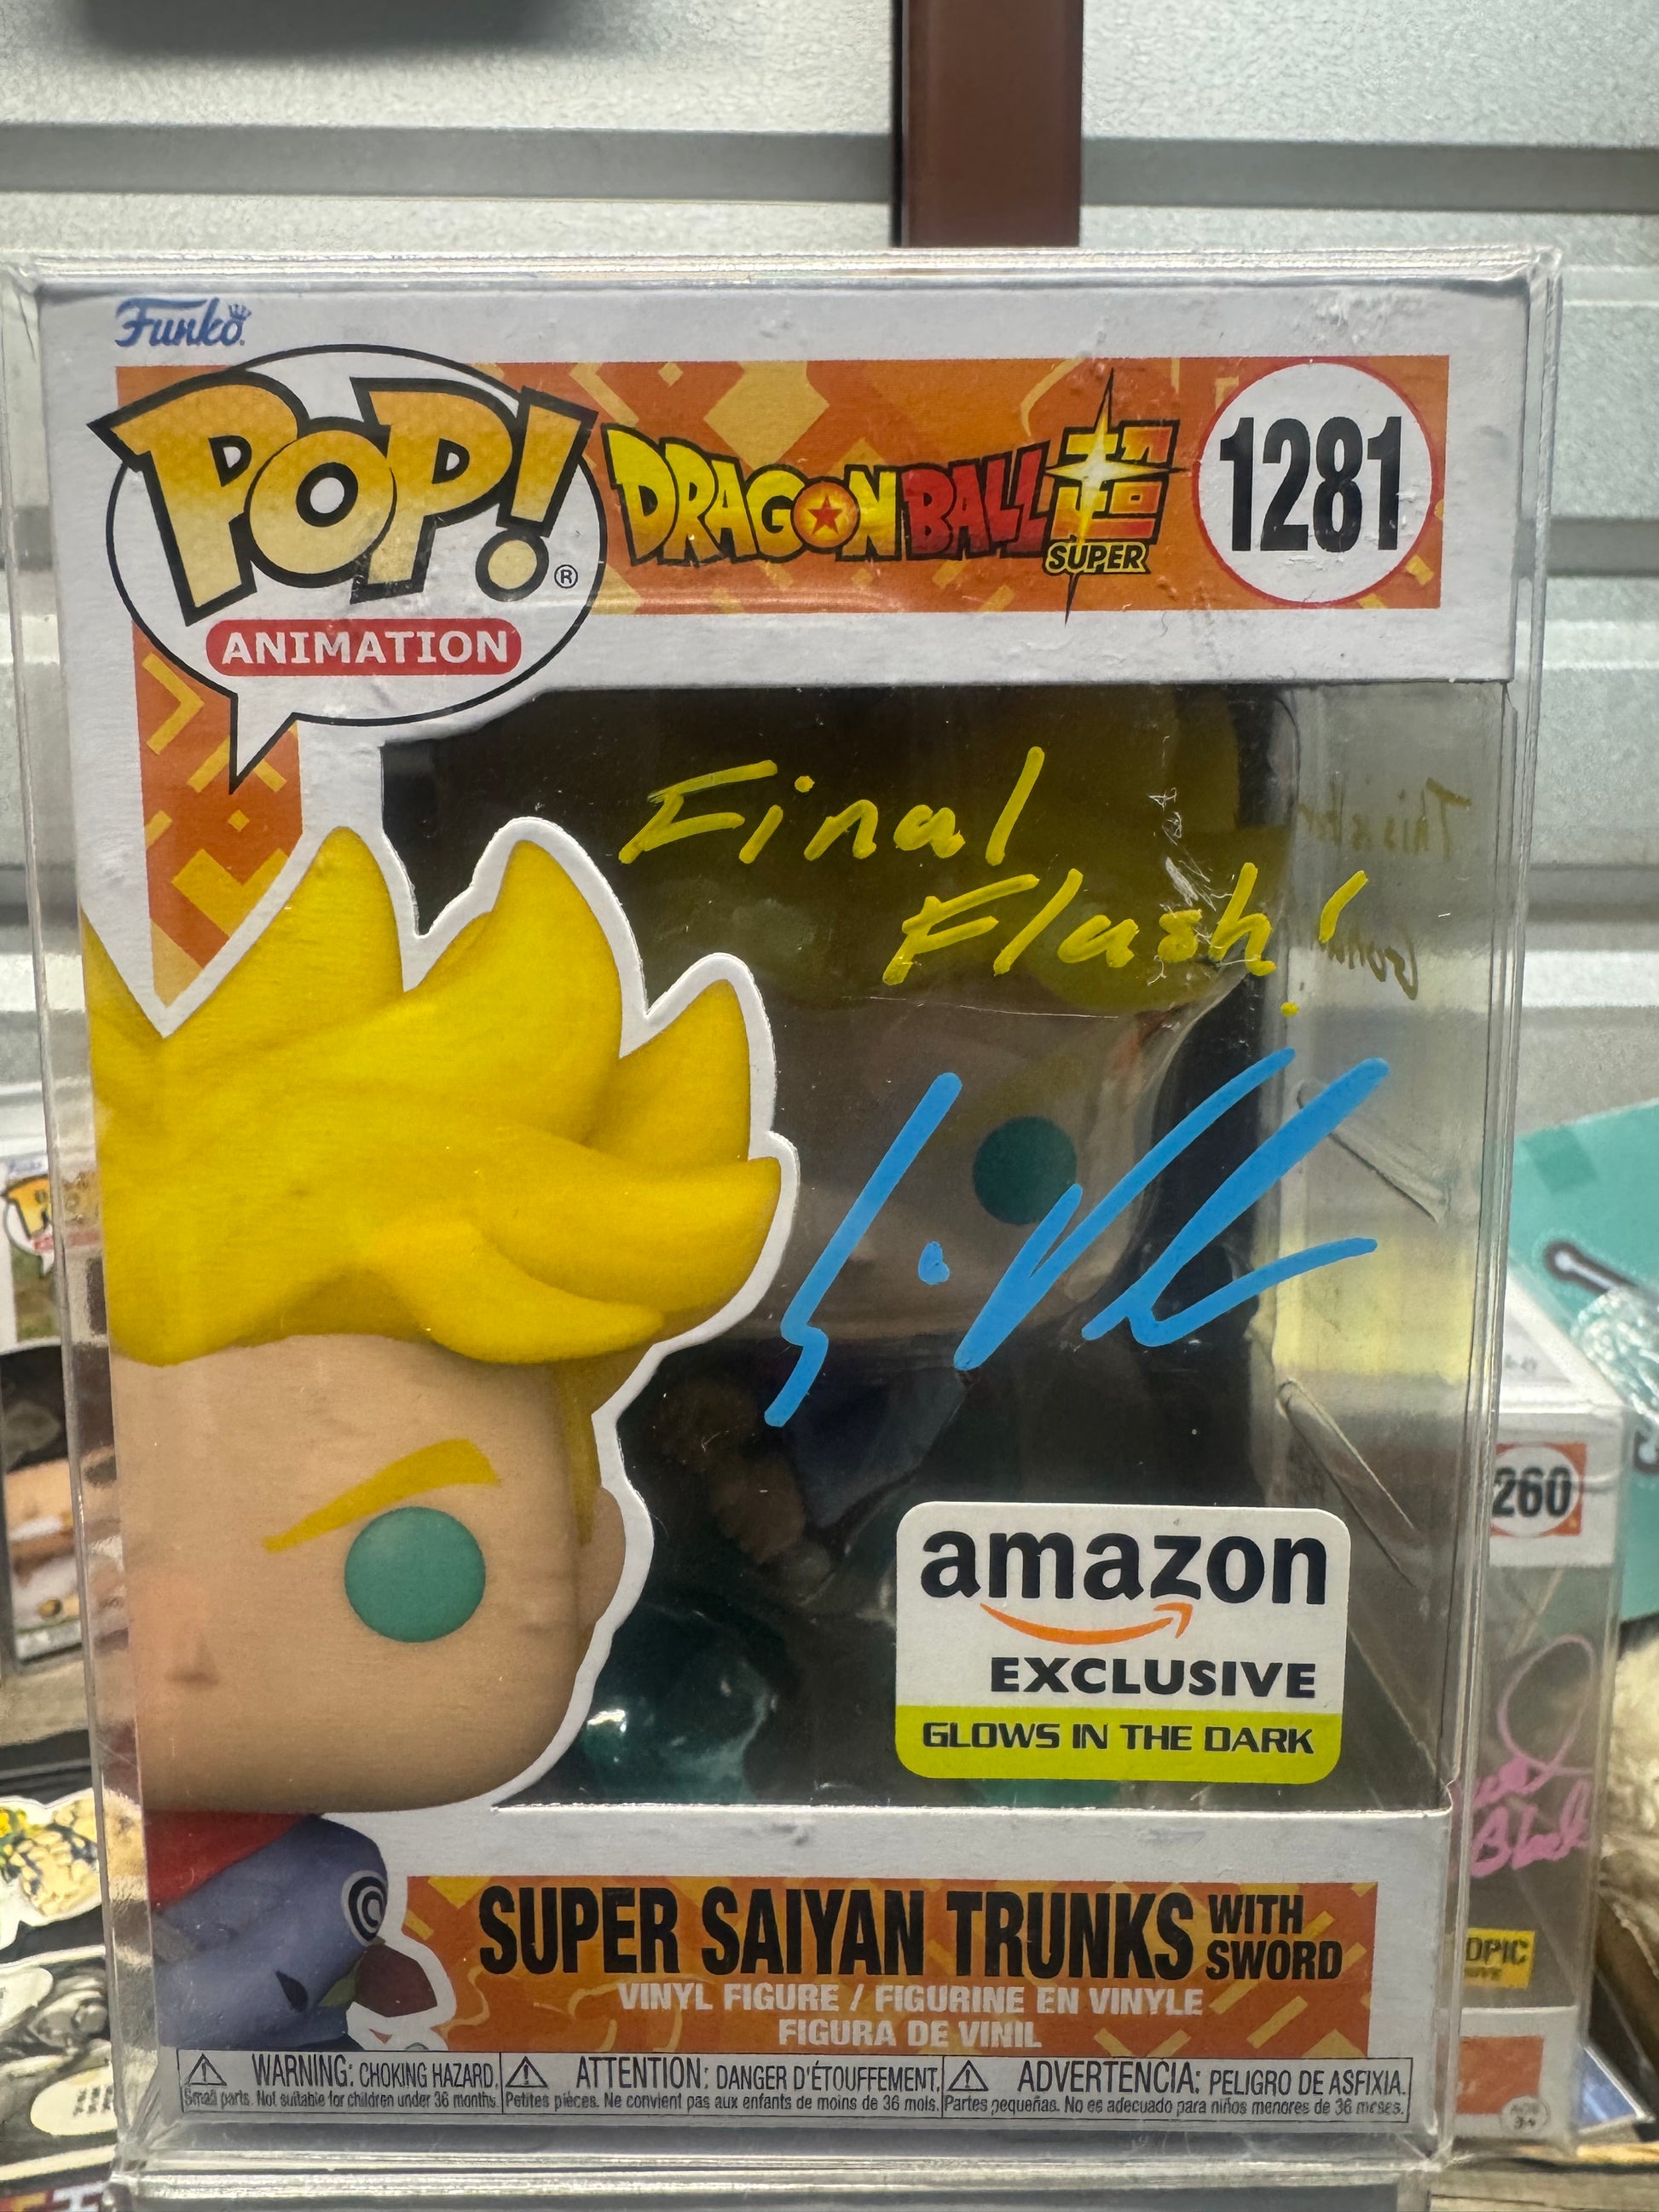 Funko
POP!®
ANIMATION
DRAGON BALL 超
SUPER
1281
Final
Flash!
This is for
amazon
EXCLUSIVE
GLOWS IN THE DARK
260
SUPER SAIYAN TRUNKS WITH SWORD
VINYL FIGURE / FIGURINE EN VINYLE
FIGURA DE VINIL
WARNING: CHOKING HAZARD.
Small parts. Not suitable for children under 36 months.
ATTENTION: DANGER D'ÉTOUFFEMENT.
Petites pièces. Ne convient pas aux enfants de moins de 36 mois.
ADVERTENCIA: PELIGRO DE ASFIXIA.
Partes pequeñas. No es adecuado para niños menores de 36 meses.